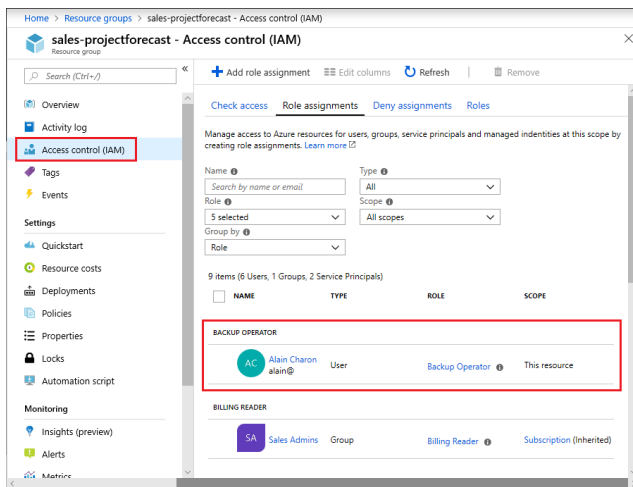 Home > Resource groups > sales-projectforecast - Access control (IAM)
sales-projectforecast - Access control (IAM)
Resource group
Search (Ctrl+/)
Overview
Activity log
Access control (IAM)
Tags
Events
Settings
Quickstart
Resource costs
Deployments
Policies
Properties
Locks
Automation script
Monitoring
Insights (preview)
Alerts
Metrics
Add role assignment Edit columns Refresh Remove
Check access Role assignments Deny assignments Roles
Manage access to Azure resources for users, groups, service principals and managed indentities at this scope by
creating role assignments. Learn more
Name Type
Search by name or email All
Role Scope
5 selected All scopes
Group by
Role
9 items (6 Users, 1 Groups, 2 Service Principals)
NAME TYPE ROLE SCOPE
BACKUP OPERATOR
AC Alain Charon User Backup Operator This resource
alain@
BILLING READER
SA Sales Admins Group Billing Reader Subscription (Inherited)